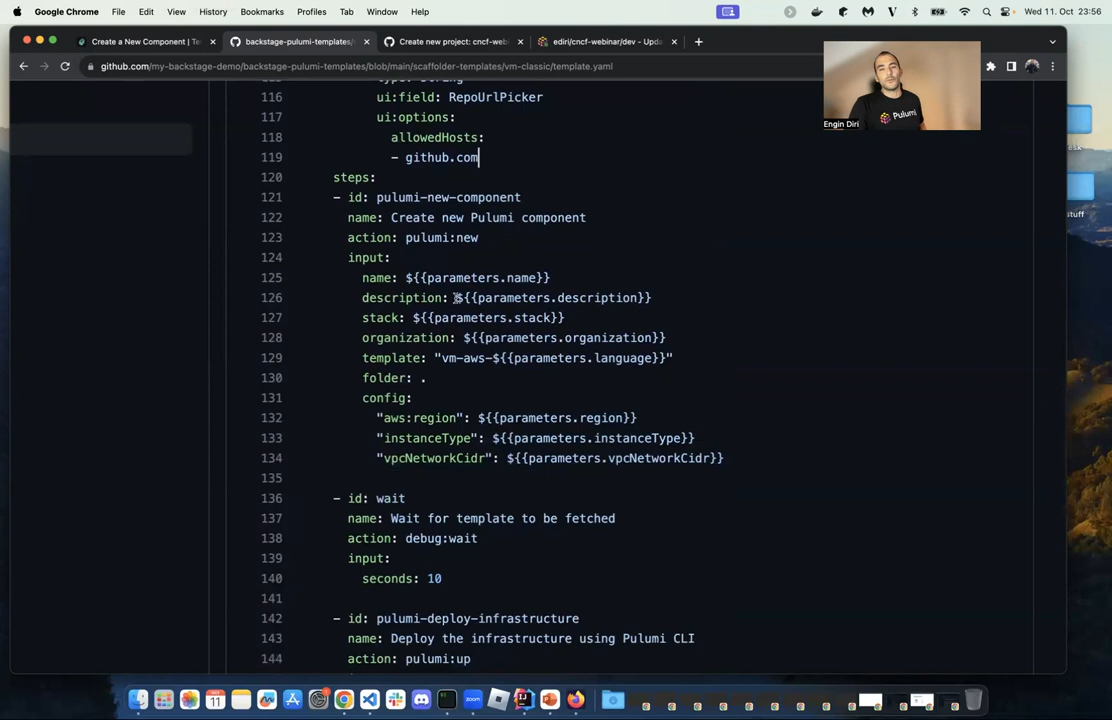 Google Chrome File Edit View History Bookmarks Profiles Tab Window Help Wed 11. Oct 23:56
Create a New Component | Te
backstage-pulumi-templates/
Create new project: cncf-web
ediri/cncf-webinar/dev - Upda
github.com/my-backstage-demo/backstage-pulumi-templates/blob/main/scaffolder-templates/vm-classic/template.yaml
Pulumi
Engin Diri
116 ui:field: RepoUrlPicker
117 ui:options:
118 allowedHosts:
119 - github.com
120 steps:
121 - id: pulumi-new-component
122 name: Create new Pulumi component
123 action: pulumi:new
124 input:
125 name: ${{parameters.name}}
126 description: ${{parameters.description}}
127 stack: ${{parameters.stack}}
128 organization: ${{parameters.organization}}
129 template: "vm-aws-${{parameters.language}}"
130 folder: .
131 config:
132 "aws:region": ${{parameters.region}}
133 "instanceType": ${{parameters.instanceType}}
134 "vpcNetworkCidr": ${{parameters.vpcNetworkCidr}}
135
136 - id: wait
137 name: Wait for template to be fetched
138 action: debug:wait
139 input:
140 seconds: 10
141
142 - id: pulumi-deploy-infrastructure
143 name: Deploy the infrastructure using Pulumi CLI
144 action: pulumi:up
esk
stuff
OCT
11
zoom